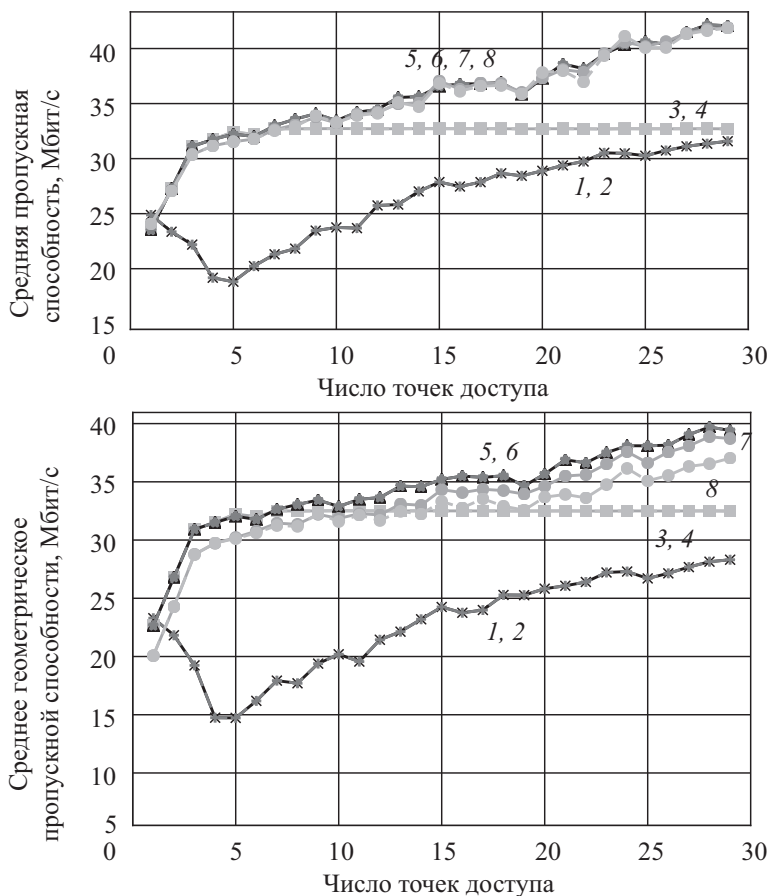 40
35
30
25
20
15
5, 6, 7, 8
3, 4
1, 2
0 5 10 15 20 25 30
Средняя пропускная
способность, Мбит/с
Число точек доступа
40
35
30
25
20
15
10
5
5, 6
7
8
3, 4
1, 2
0 5 10 15 20 25 30
Среднее геометрическое
пропускной способности, Мбит/с
Число точек доступа